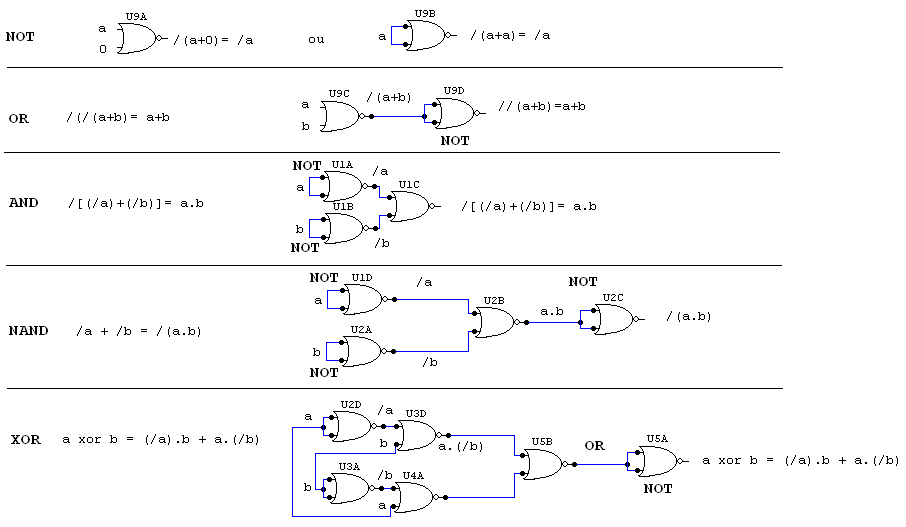 U9A
U9B
NOT
a
0
/(a+0)= /a
ou
a
/(a+a)= /a
U9C
/(a+b)
U9D
OR
/(/(a+b)= a+b
a
b
//(a+b)=a+b
NOT
NOT
U1A
/a
a
U1C
AND
/[(/a)+(/b)]= a.b
U1B
b
/[(/a)+(/b)]= a.b
NOT
/b
NOT
U1D
/a
NOT
a
U2B
a.b
U2C
NAND
/a + /b = /(a.b)
U2A
b
/b
/(a.b)
NOT
U2D
a
/a
U3D
XOR
a xor b = (/a).b + a.(/b)
b
a.(/b)
U5B
OR
U5A
a xor b = (/a).b + a.(/b)
U3A
/b
U4A
b
a
NOT